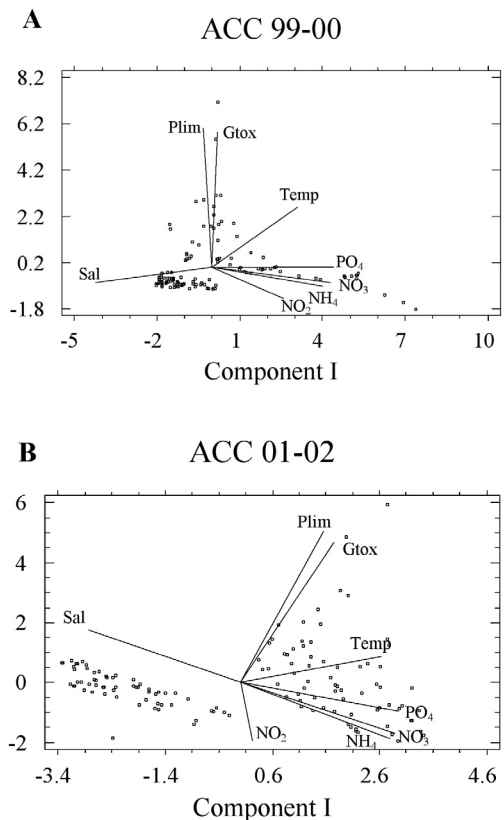 A
ACC 99-00
8.2
6.2
4.2
2.2
0.2
-1.8
Plim
Gtox
Temp
Sal
PO₄
NO₃
NH₄
NO₂
-5
-2
1
4
7
10
Component I
B
ACC 01-02
6
4
2
0
-2
Plim
Gtox
Sal
Temp
PO₄
NO₂
NH₄
NO₃
-3.4
-1.4
0.6
2.6
4.6
Component I